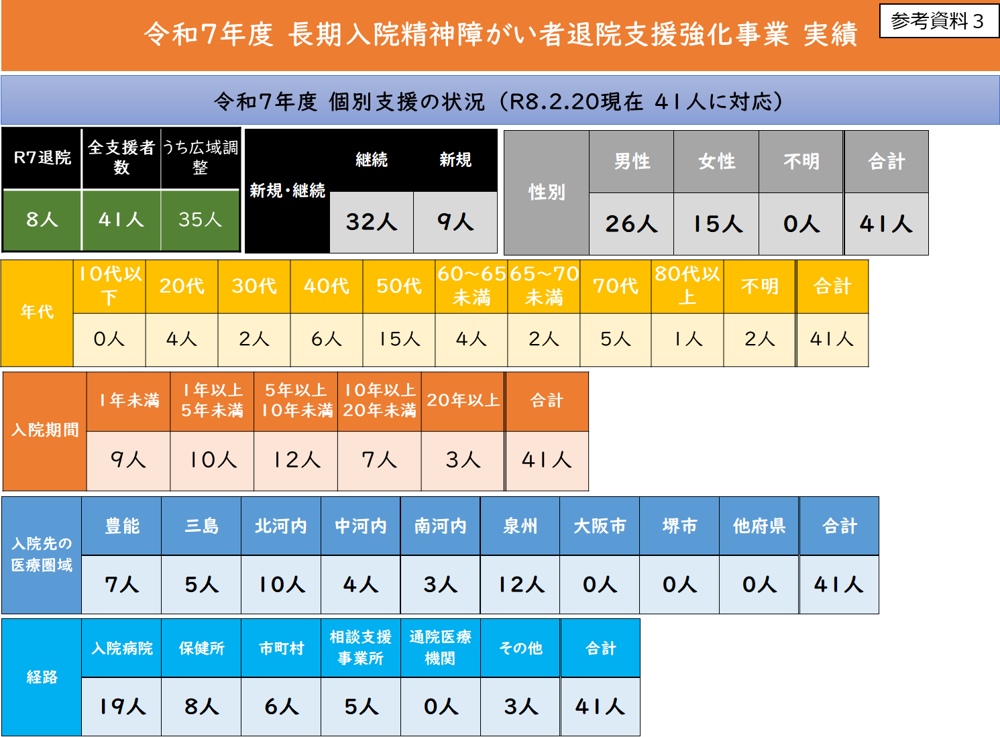 令和7年度 長期入院精神障がい者退院支援強化事業 実績
参考資料３
令和7年度 個別支援の状況（R8.2.20現在 41人に対応）
R7退院 全支援者数 うち広域調整
8人 41人 35人
新規・継続 継続 新規
32人 9人
性別 男性 女性 不明 合計
26人 15人 0人 41人
年代 10代以下 20代 30代 40代 50代 60～65未満 65～70未満 70代 80代以上 不明 合計
0人 4人 2人 6人 15人 4人 2人 5人 1人 2人 41人
入院期間 1年未満 1年以上5年未満 5年以上10年未満 10年以上20年未満 20年以上 合計
9人 10人 12人 7人 3人 41人
入院先の医療圏域 豊能 三島 北河内 中河内 南河内 泉州 大阪市 堺市 他府県 合計
7人 5人 10人 4人 3人 12人 0人 0人 0人 41人
経路 入院病院 保健所 市町村 相談支援事業所 通院医療機関 その他 合計
19人 8人 6人 5人 0人 3人 41人